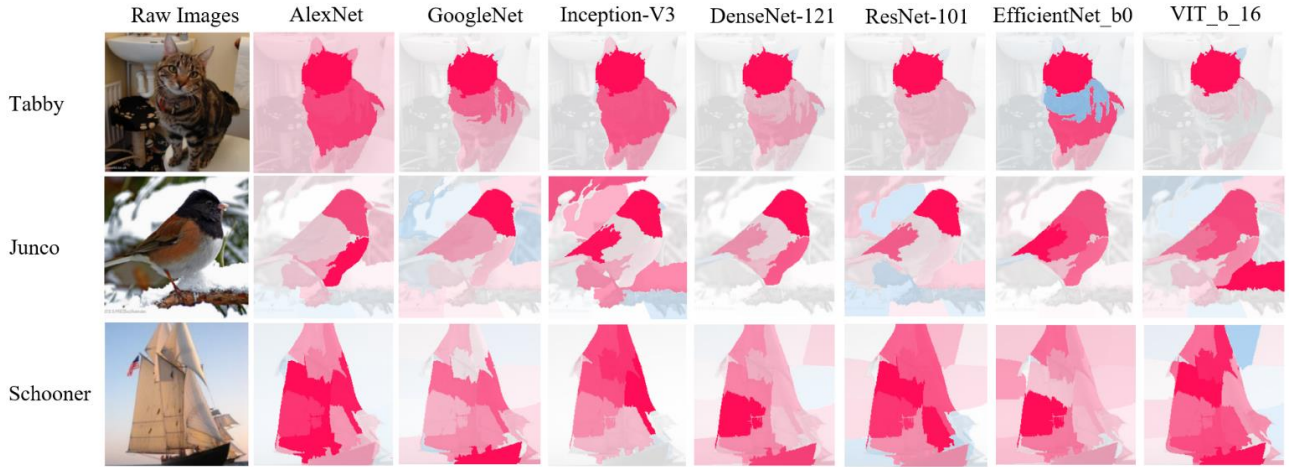 Raw Images AlexNet GoogleNet Inception-V3 DenseNet-121 ResNet-101 EfficientNet_b0 VIT_b_16
Tabby
Junco
Schooner